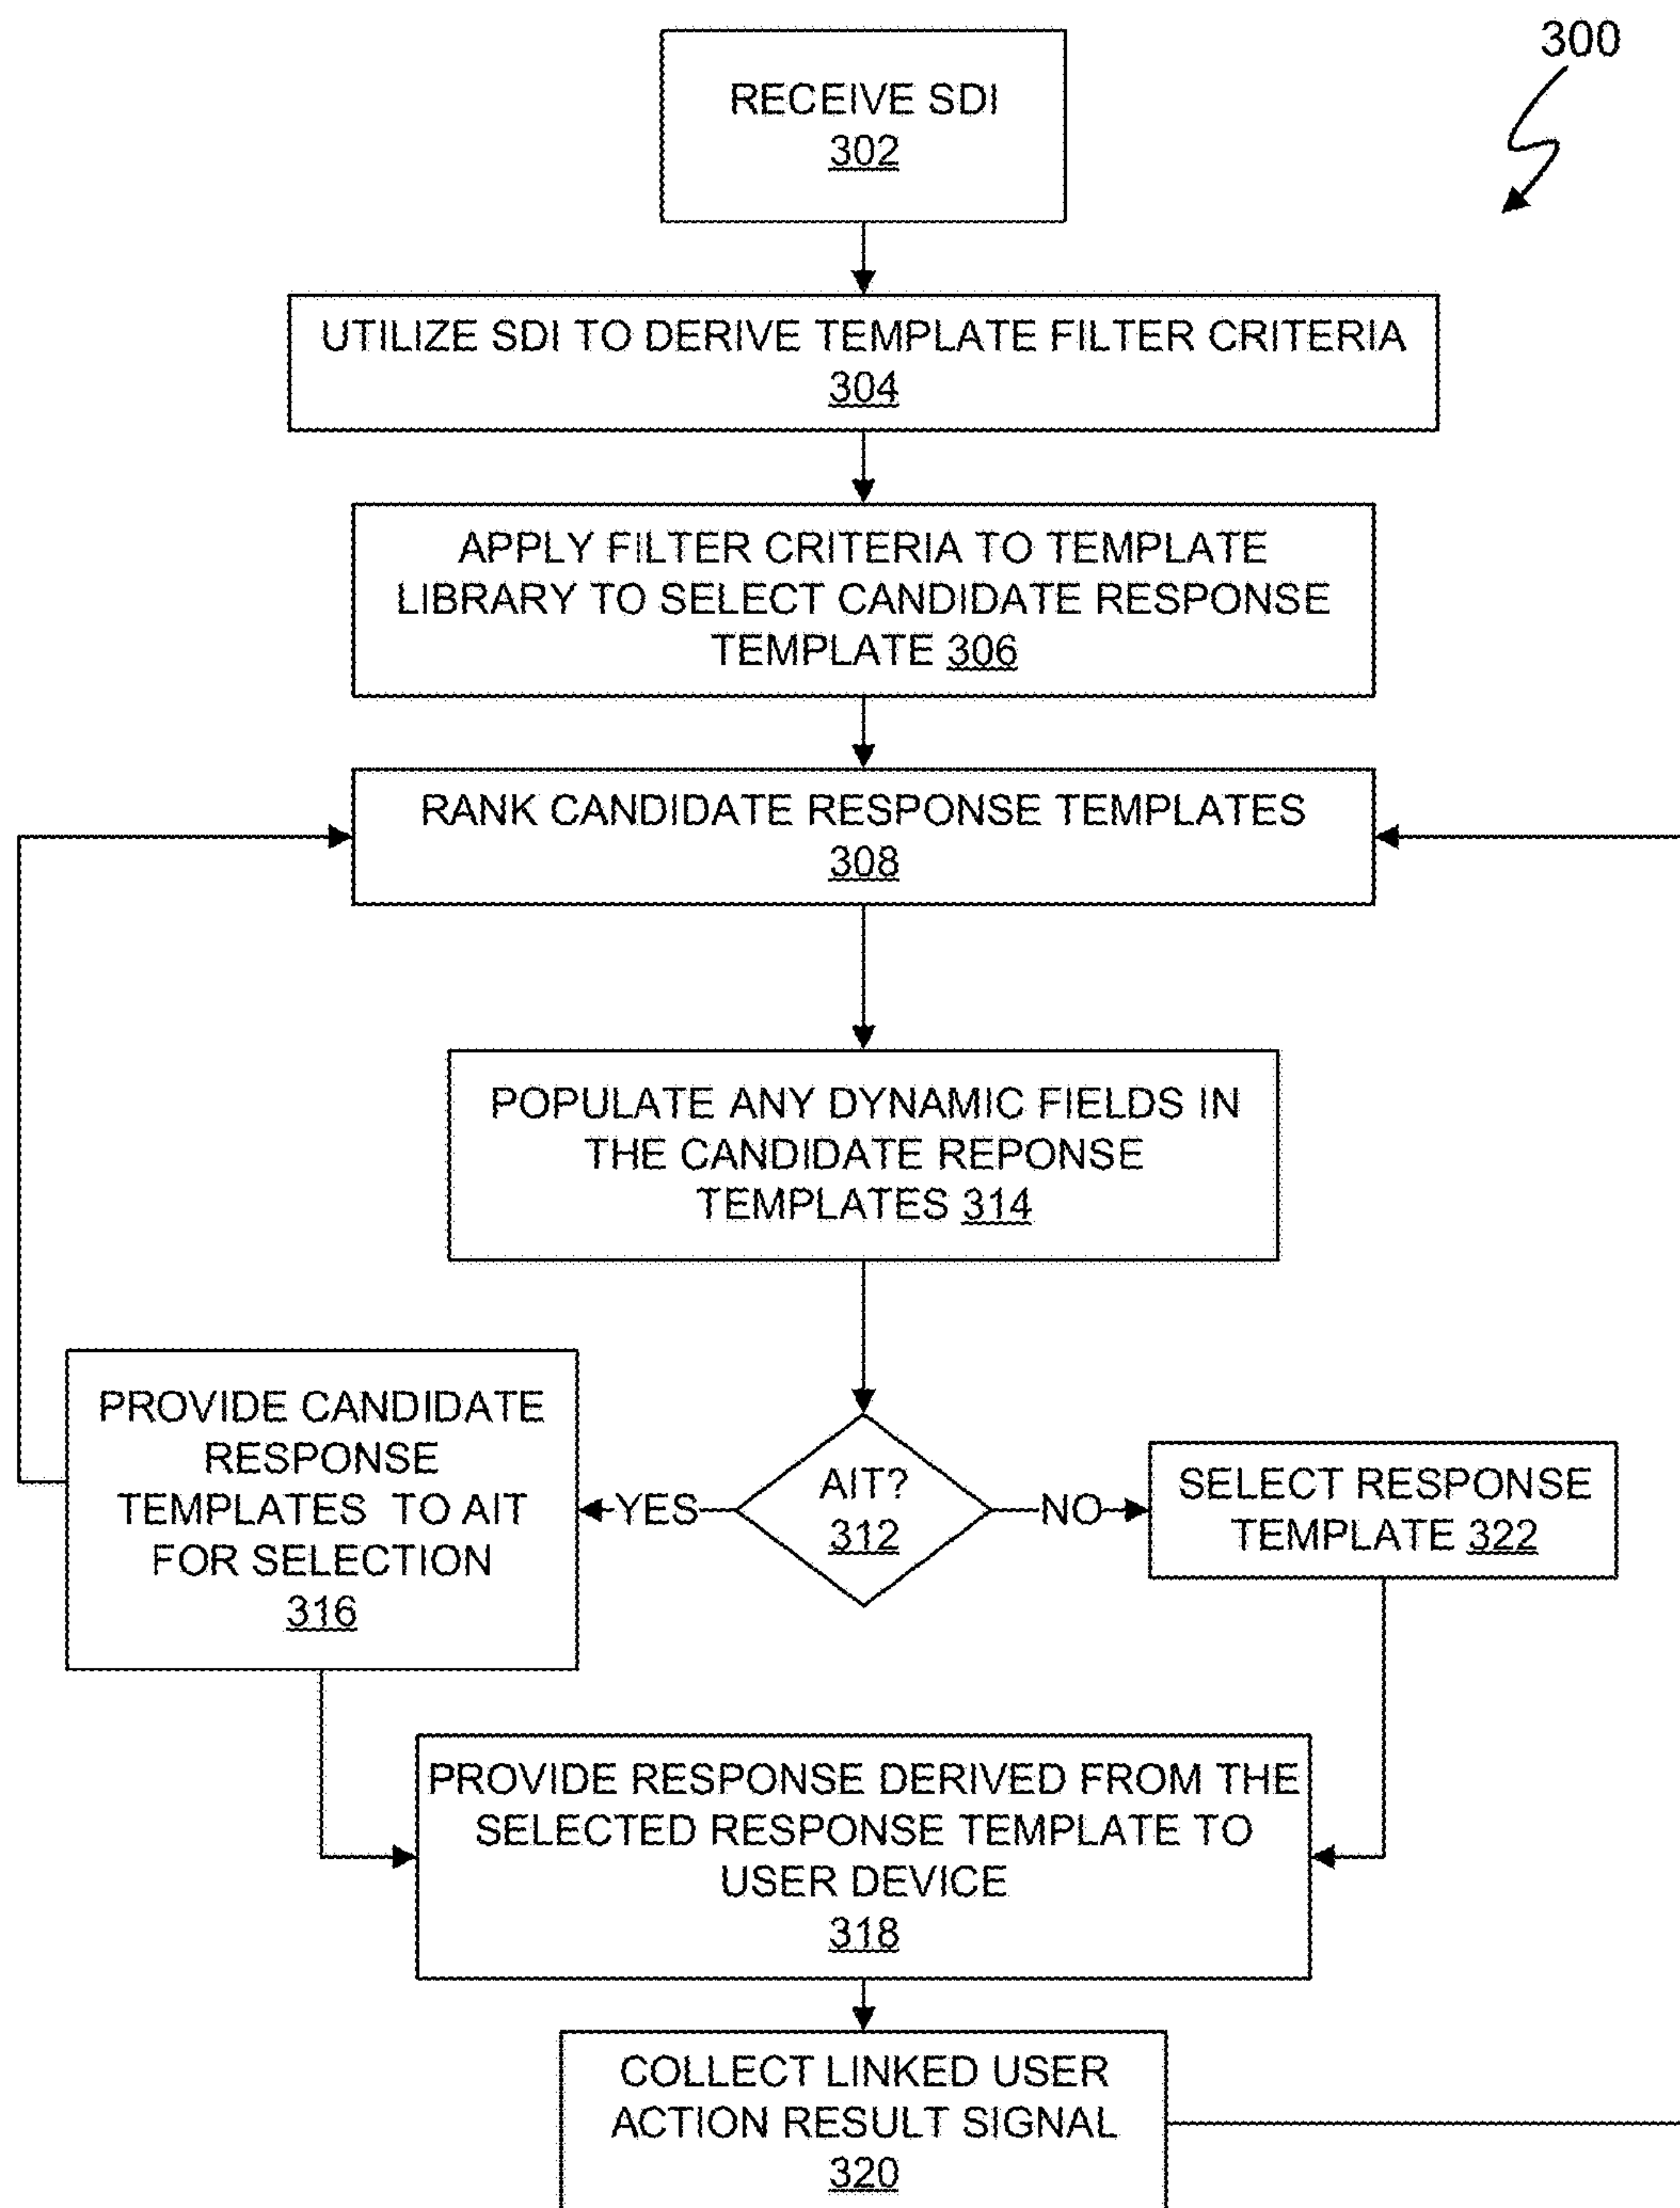 300
RECEIVE SDI
302
UTILIZE SDI TO DERIVE TEMPLATE FILTER CRITERIA
304
APPLY FILTER CRITERIA TO TEMPLATE
LIBRARY TO SELECT CANDIDATE RESPONSE
TEMPLATE 306
RANK CANDIDATE RESPONSE TEMPLATES
308
POPULATE ANY DYNAMIC FIELDS IN
THE CANDIDATE REPONSE
TEMPLATES 314
PROVIDE CANDIDATE
RESPONSE
TEMPLATES TO AIT
FOR SELECTION
316
YES
AIT?
312
NO
SELECT RESPONSE
TEMPLATE 322
PROVIDE RESPONSE DERIVED FROM THE
SELECTED RESPONSE TEMPLATE TO
USER DEVICE
318
COLLECT LINKED USER
ACTION RESULT SIGNAL
320